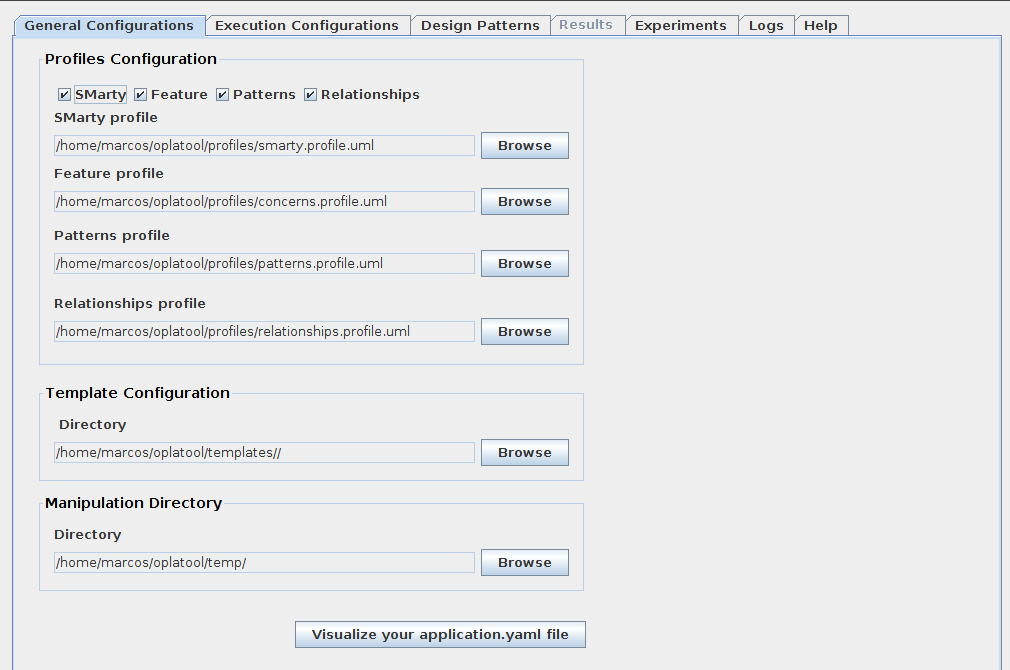 General Configurations Execution Configurations Design Patterns Results Experiments Logs Help
Profiles Configuration
SMarty Feature Patterns Relationships
SMarty profile
/home/marcos/oplatool/profiles/smarty.profile.uml Browse
Feature profile
/home/marcos/oplatool/profiles/concerns.profile.uml Browse
Patterns profile
/home/marcos/oplatool/profiles/patterns.profile.uml Browse
Relationships profile
/home/marcos/oplatool/profiles/relationships.profile.uml Browse
Template Configuration
Directory
/home/marcos/oplatool/templates// Browse
Manipulation Directory
Directory
/home/marcos/oplatool/temp/ Browse
Visualize your application.yaml file